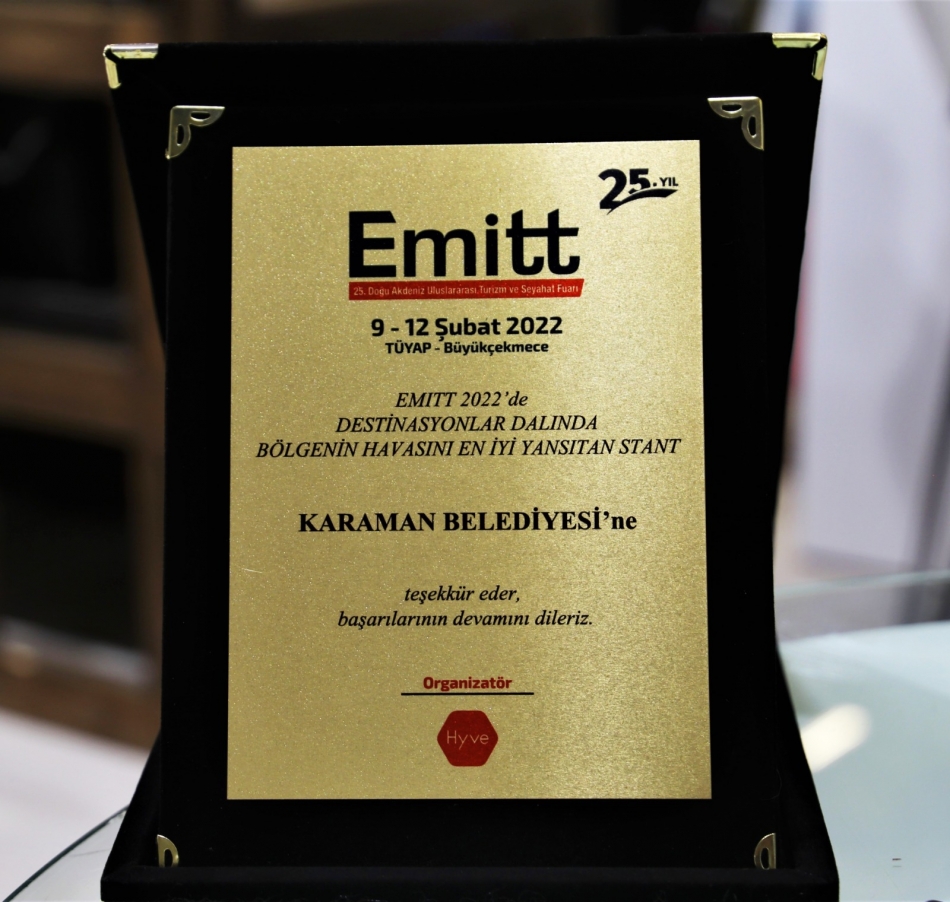 25. YIL
Emitt
25. Doğu Akdeniz Uluslararası Turizm ve Seyahat Fuarı
9 - 12 Şubat 2022
TÜYAP - Büyükçekmece
EMITT 2022’de
DESTİNASYONLAR DALINDA
BÖLGENİN HAVASINI EN İYİ YANSITAN STANT
KARAMAN BELEDİYESİ’ne
teşekkür eder,
başarılarının devamını dileriz.
Organizatör
Hyve